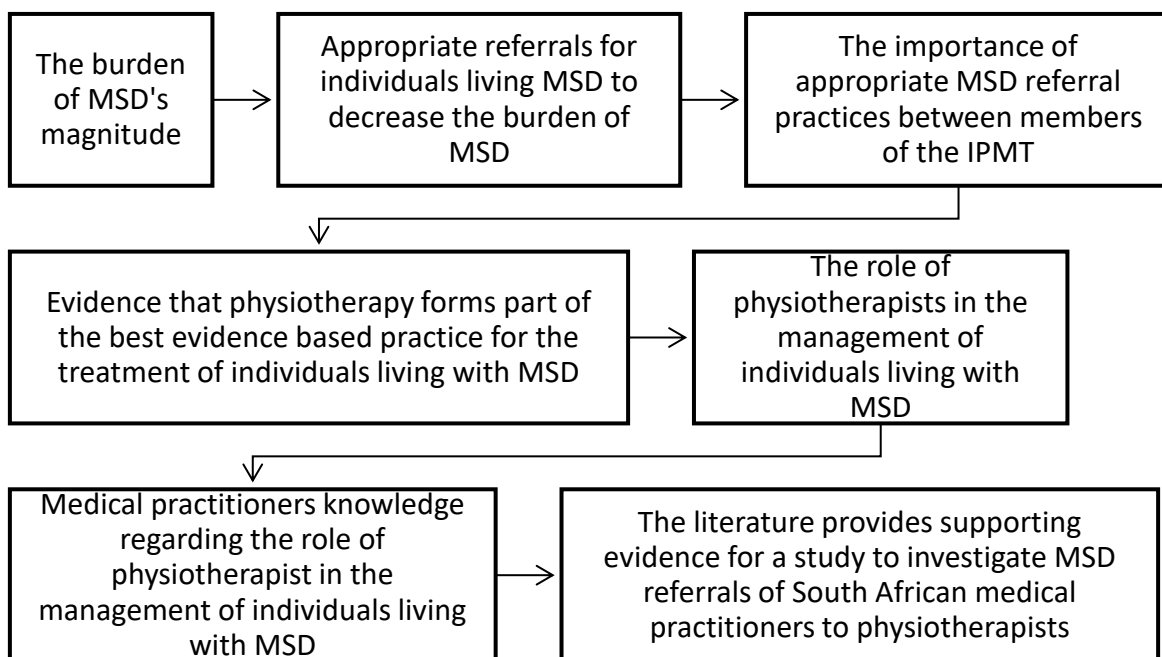 The burden
of MSD's
magnitude
Appropriate referrals for
individuals living MSD to
decrease the burden of
MSD
The importance of
appropriate MSD referral
practices between members
of the IPMT
Evidence that physiotherapy forms part of
the best evidence based practice for the
treatment of individuals living with MSD
The role of
physiotherapists in the
management of
individuals living with
MSD
Medical practitioners knowledge
regarding the role of
physiotherapist in the
management of individuals living
with MSD
The literature provides supporting
evidence for a study to investigate MSD
referrals of South African medical
practitioners to physiotherapists